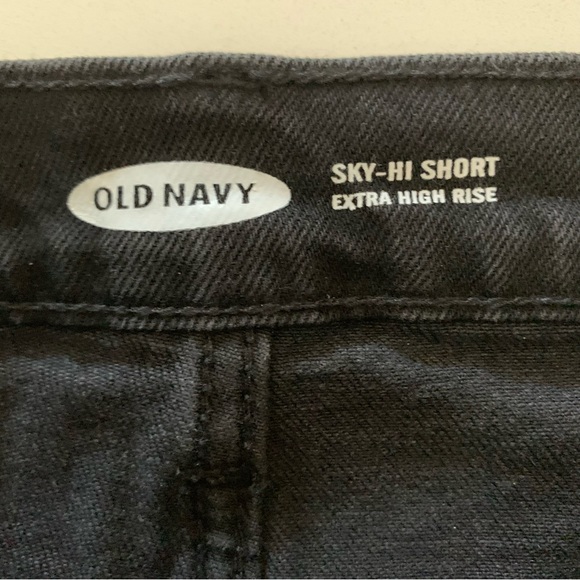 OLD NAVY
SKY-HI SHORT
EXTRA HIGH RISE